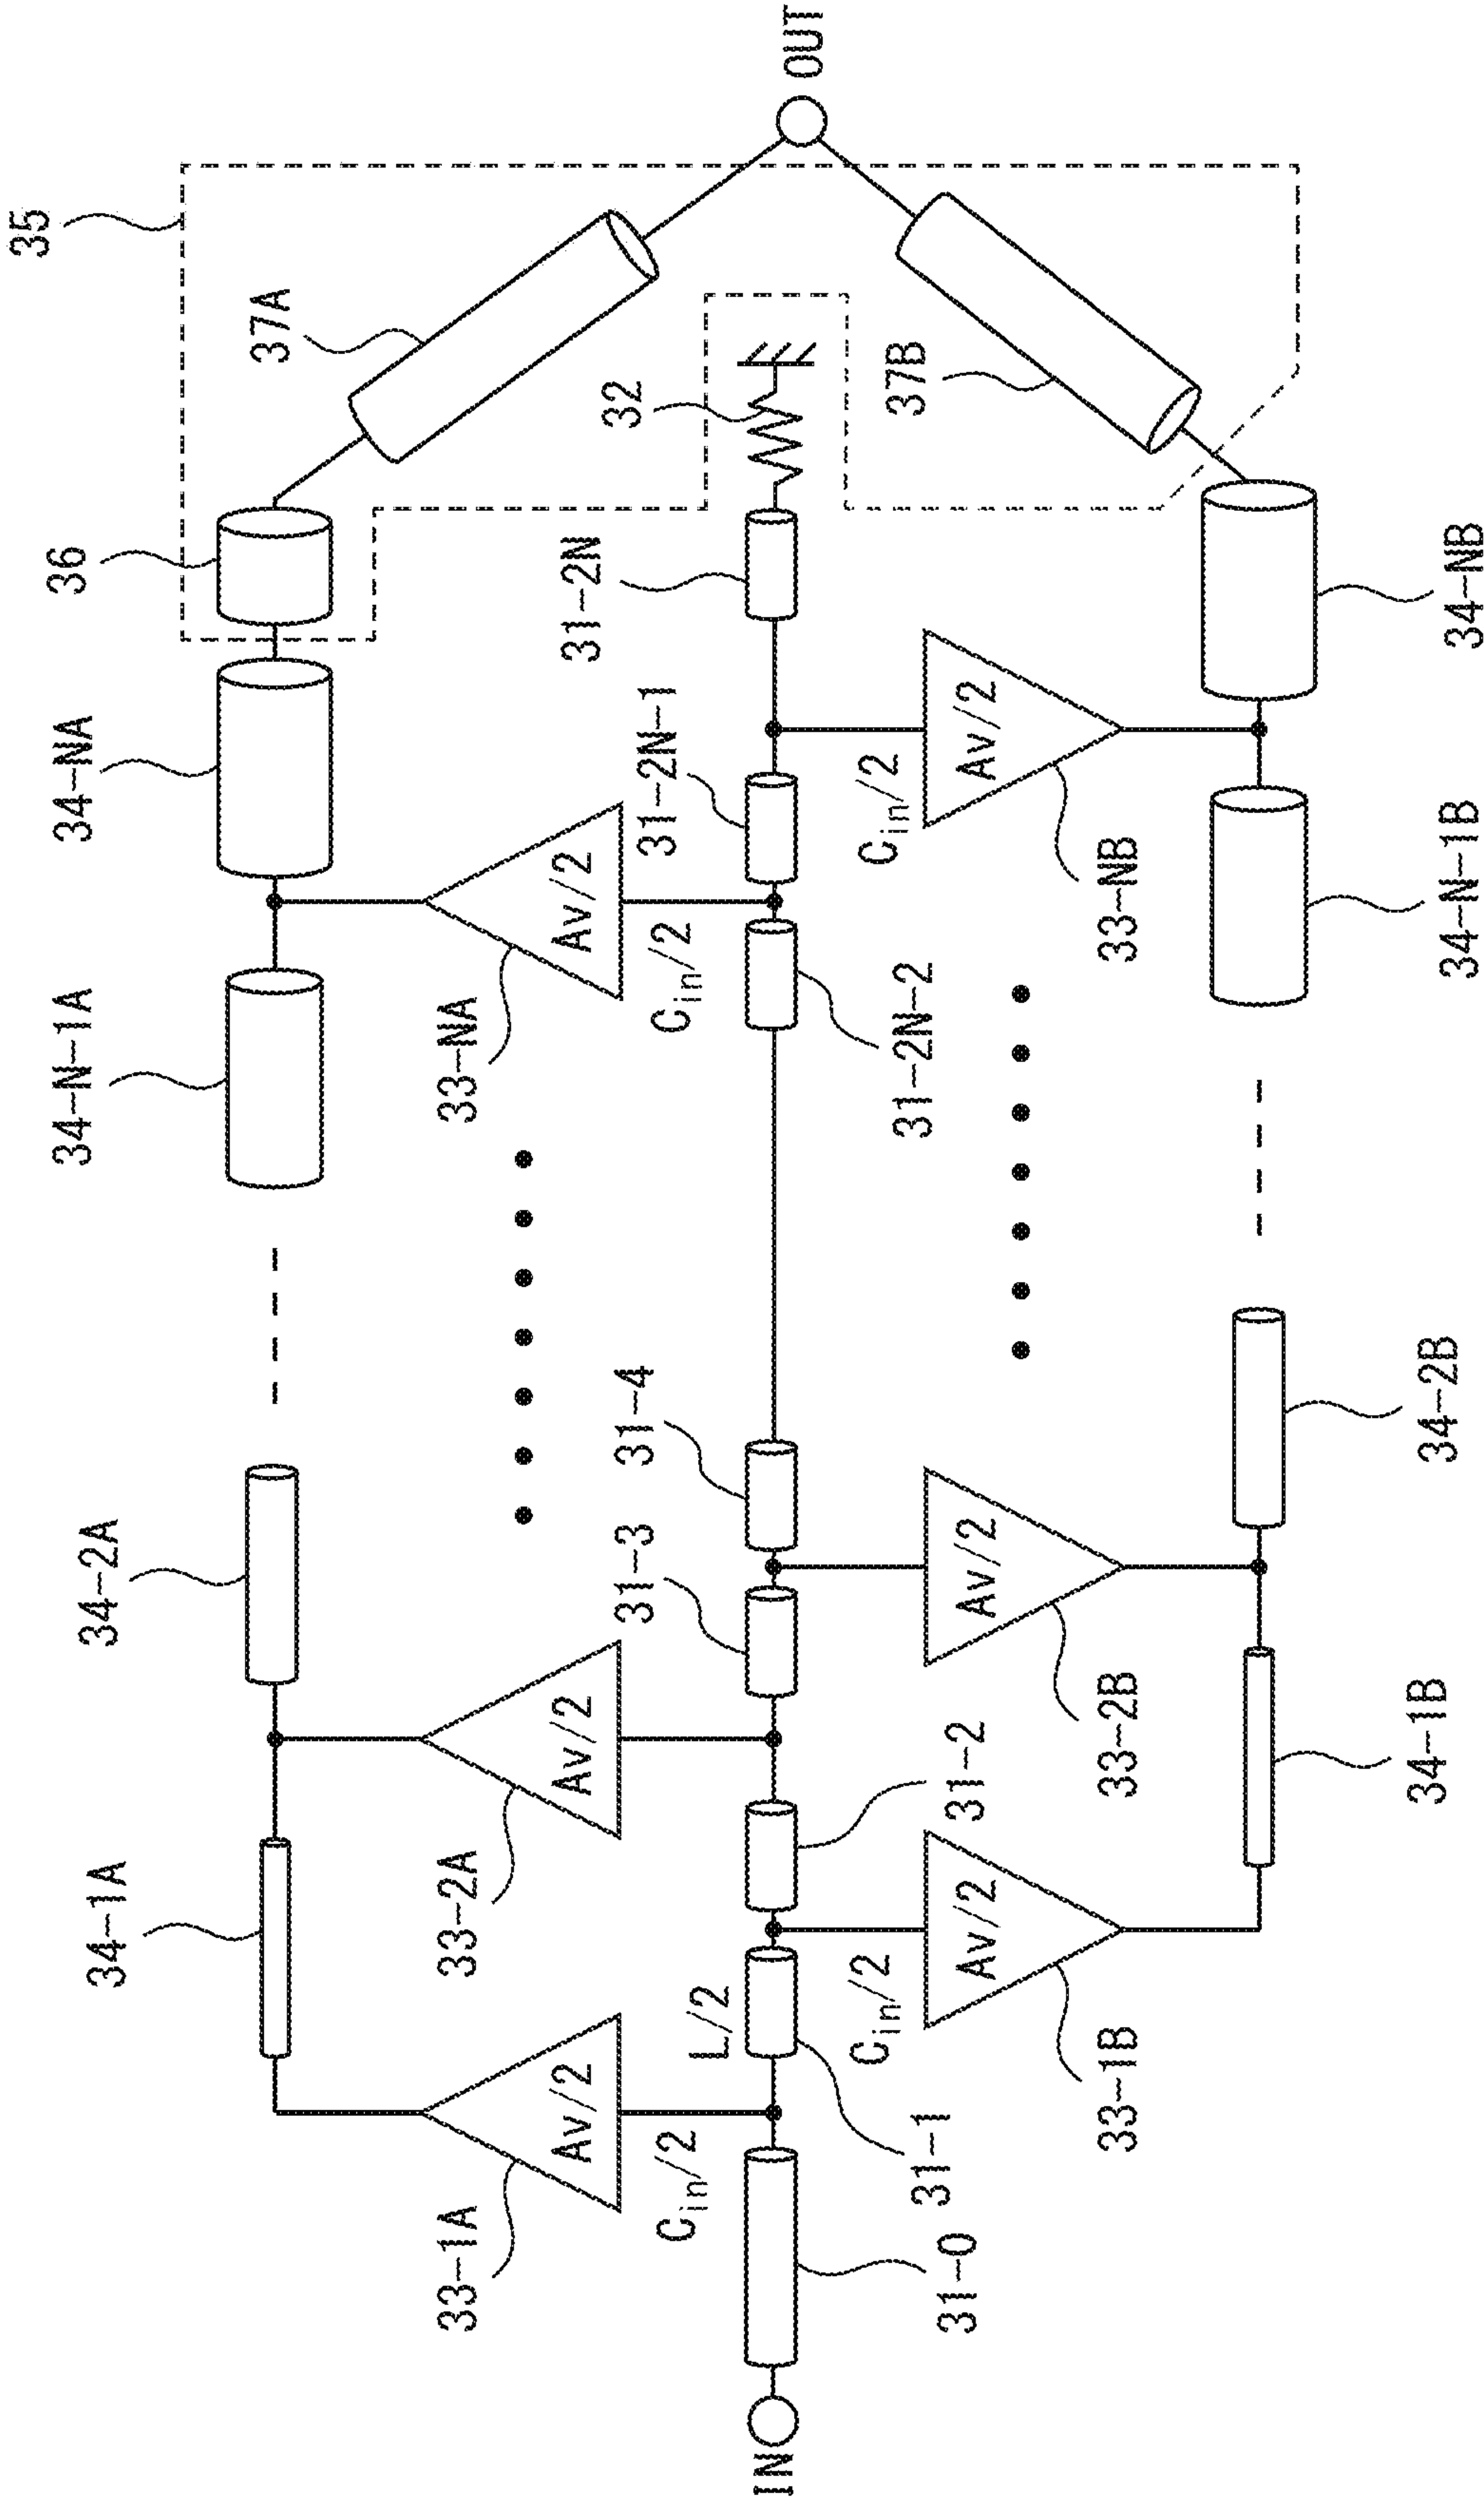 35
36
37A
34-NA
34-N-1A
34-2A
34-1A
33-NA
Av/2
33-2A
Av/2
33-1A
Av/2
Cin/2
Cin/2
32
31-2N
31-2N-1
31-4
31-3
L/2
IN
OUT
31-0
31-1
31-2
31-2N-2
37B
Cin/2
Cin/2
Av/2
33-1B
Av/2
33-2B
Av/2
33-NB
34-1B
34-2B
34-N-1B
34-NB